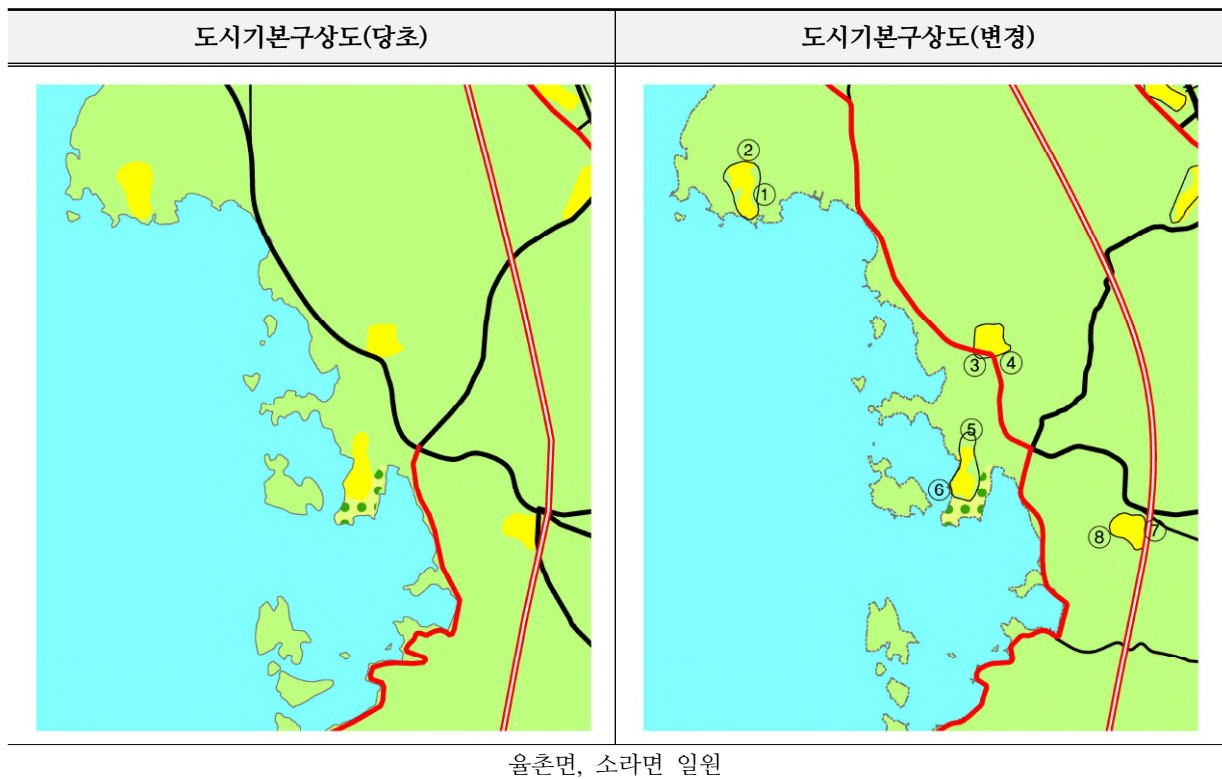 도시기본구상도(당초)
도시기본구상도(변경)
②
①
③
④
⑤
⑥
⑦
⑧
율촌면, 소라면 일원